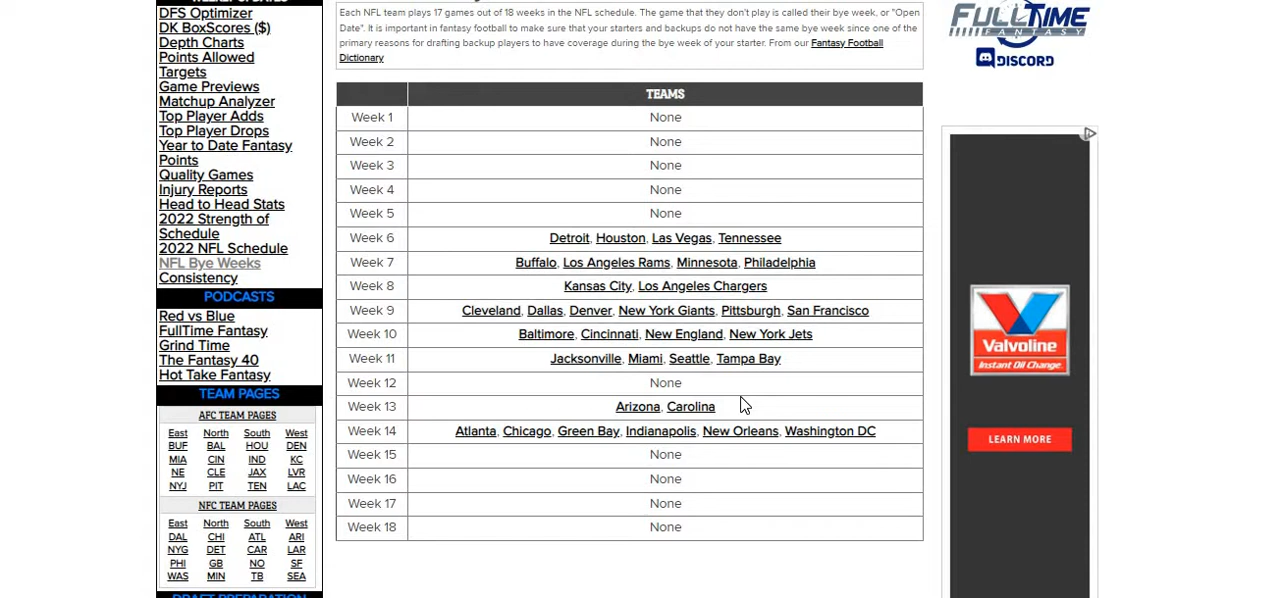 DFS Optimizer
DK BoxScores ($)
Depth Charts
Points Allowed
Targets
Game Previews
Matchup Analyzer
Top Player Adds
Top Player Drops
Year to Date Fantasy
Points
Quality Games
Injury Reports
Head to Head Stats
2022 Strength of
Schedule
2022 NFL Schedule
NFL Bye Weeks
Consistency
PODCASTS
Red vs Blue
FullTime Fantasy
Grind Time
The Fantasy 40
Hot Take Fantasy
TEAM PAGES
AFC TEAM PAGES
East North South West
BUF BAL HOU DEN
MIA CIN IND KC
NE CLE JAX LVR
NYJ PIT TEN LAC
NFC TEAM PAGES
East North South West
DAL CHI ATL ARI
NYG DET CAR LAR
PHI GB NO SF
WAS MIN TB SEA
DRAFT PREPARATION
Each NFL team plays 17 games out of 18 weeks in the NFL schedule. The game that they don't play is called their bye week, or "Open
Date". It is important in fantasy football to make sure that your starters and backups do not have the same bye week since one of the
primary reasons for drafting backup players to have coverage during the bye week of your starter. From our Fantasy Football
Dictionary
TEAMS
Week 1 None
Week 2 None
Week 3 None
Week 4 None
Week 5 None
Week 6 Detroit, Houston, Las Vegas, Tennessee
Week 7 Buffalo, Los Angeles Rams, Minnesota, Philadelphia
Week 8 Kansas City, Los Angeles Chargers
Week 9 Cleveland, Dallas, Denver, New York Giants, Pittsburgh, San Francisco
Week 10 Baltimore, Cincinnati, New England, New York Jets
Week 11 Jacksonville, Miami, Seattle, Tampa Bay
Week 12 None
Week 13 Arizona, Carolina
Week 14 Atlanta, Chicago, Green Bay, Indianapolis, New Orleans, Washington DC
Week 15 None
Week 16 None
Week 17 None
Week 18 None
FULLTIME
FANTASY
DISCORD
Valvoline
Instant Oil Change.
LEARN MORE